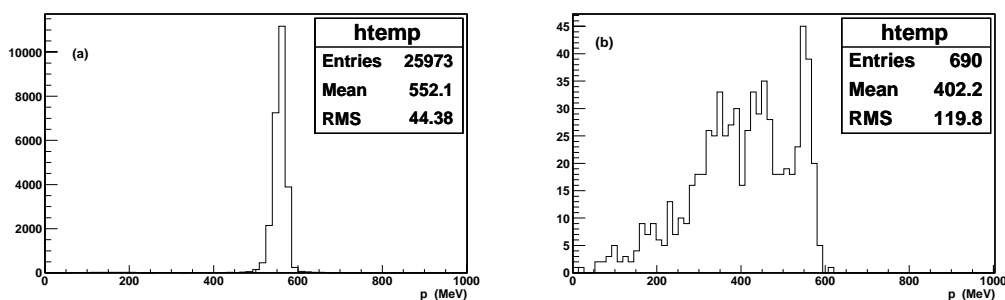 (a)
htemp
Entries 25973
Mean 552.1
RMS 44.38
10000
8000
6000
4000
2000
0
0 200 400 600 800 1000
p (MeV)
(b)
htemp
Entries 690
Mean 402.2
RMS 119.8
45
40
35
30
25
20
15
10
5
0
0 200 400 600 800 1000
p (MeV)